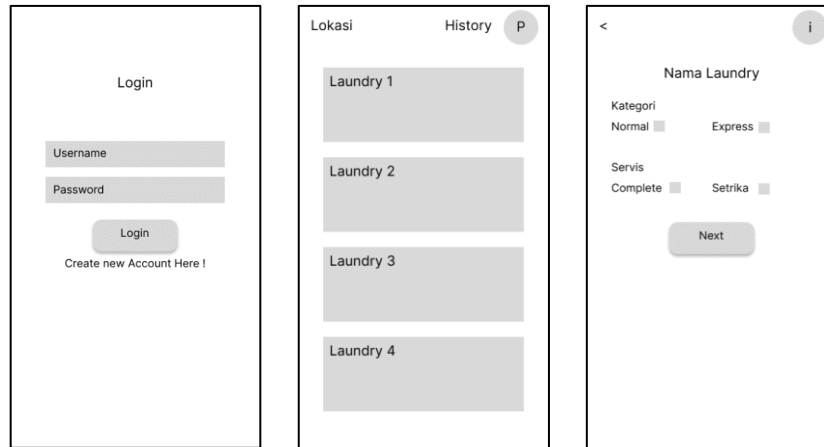 Login
Username
Password
Login
Create new Account Here !
Lokasi History P
Laundry 1
Laundry 2
Laundry 3
Laundry 4
< i
Nama Laundry
Kategori
Normal Express
Servis
Complete Setrika
Next